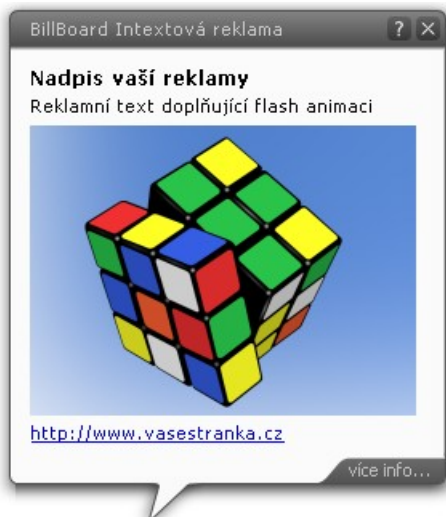 BillBoard Intextová reklama ? ×
Nadpis vaší reklamy
Reklamní text doplňující flash animaci
http://www.vasestranka.cz
více info...